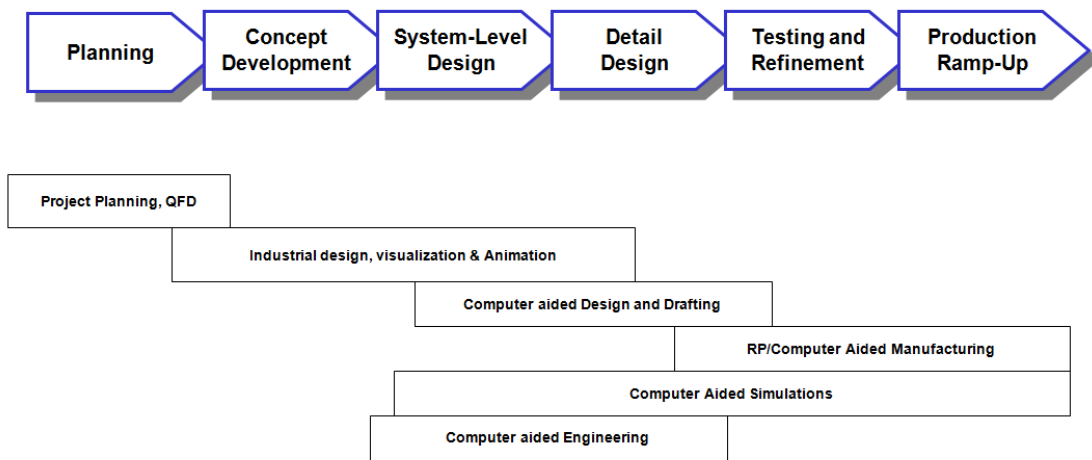 Planning
Concept
Development
System-Level
Design
Detail
Design
Testing and
Refinement
Production
Ramp-Up
Project Planning, QFD
Industrial design, visualization & Animation
Computer aided Design and Drafting
RP/Computer Aided Manufacturing
Computer Aided Simulations
Computer aided Engineering